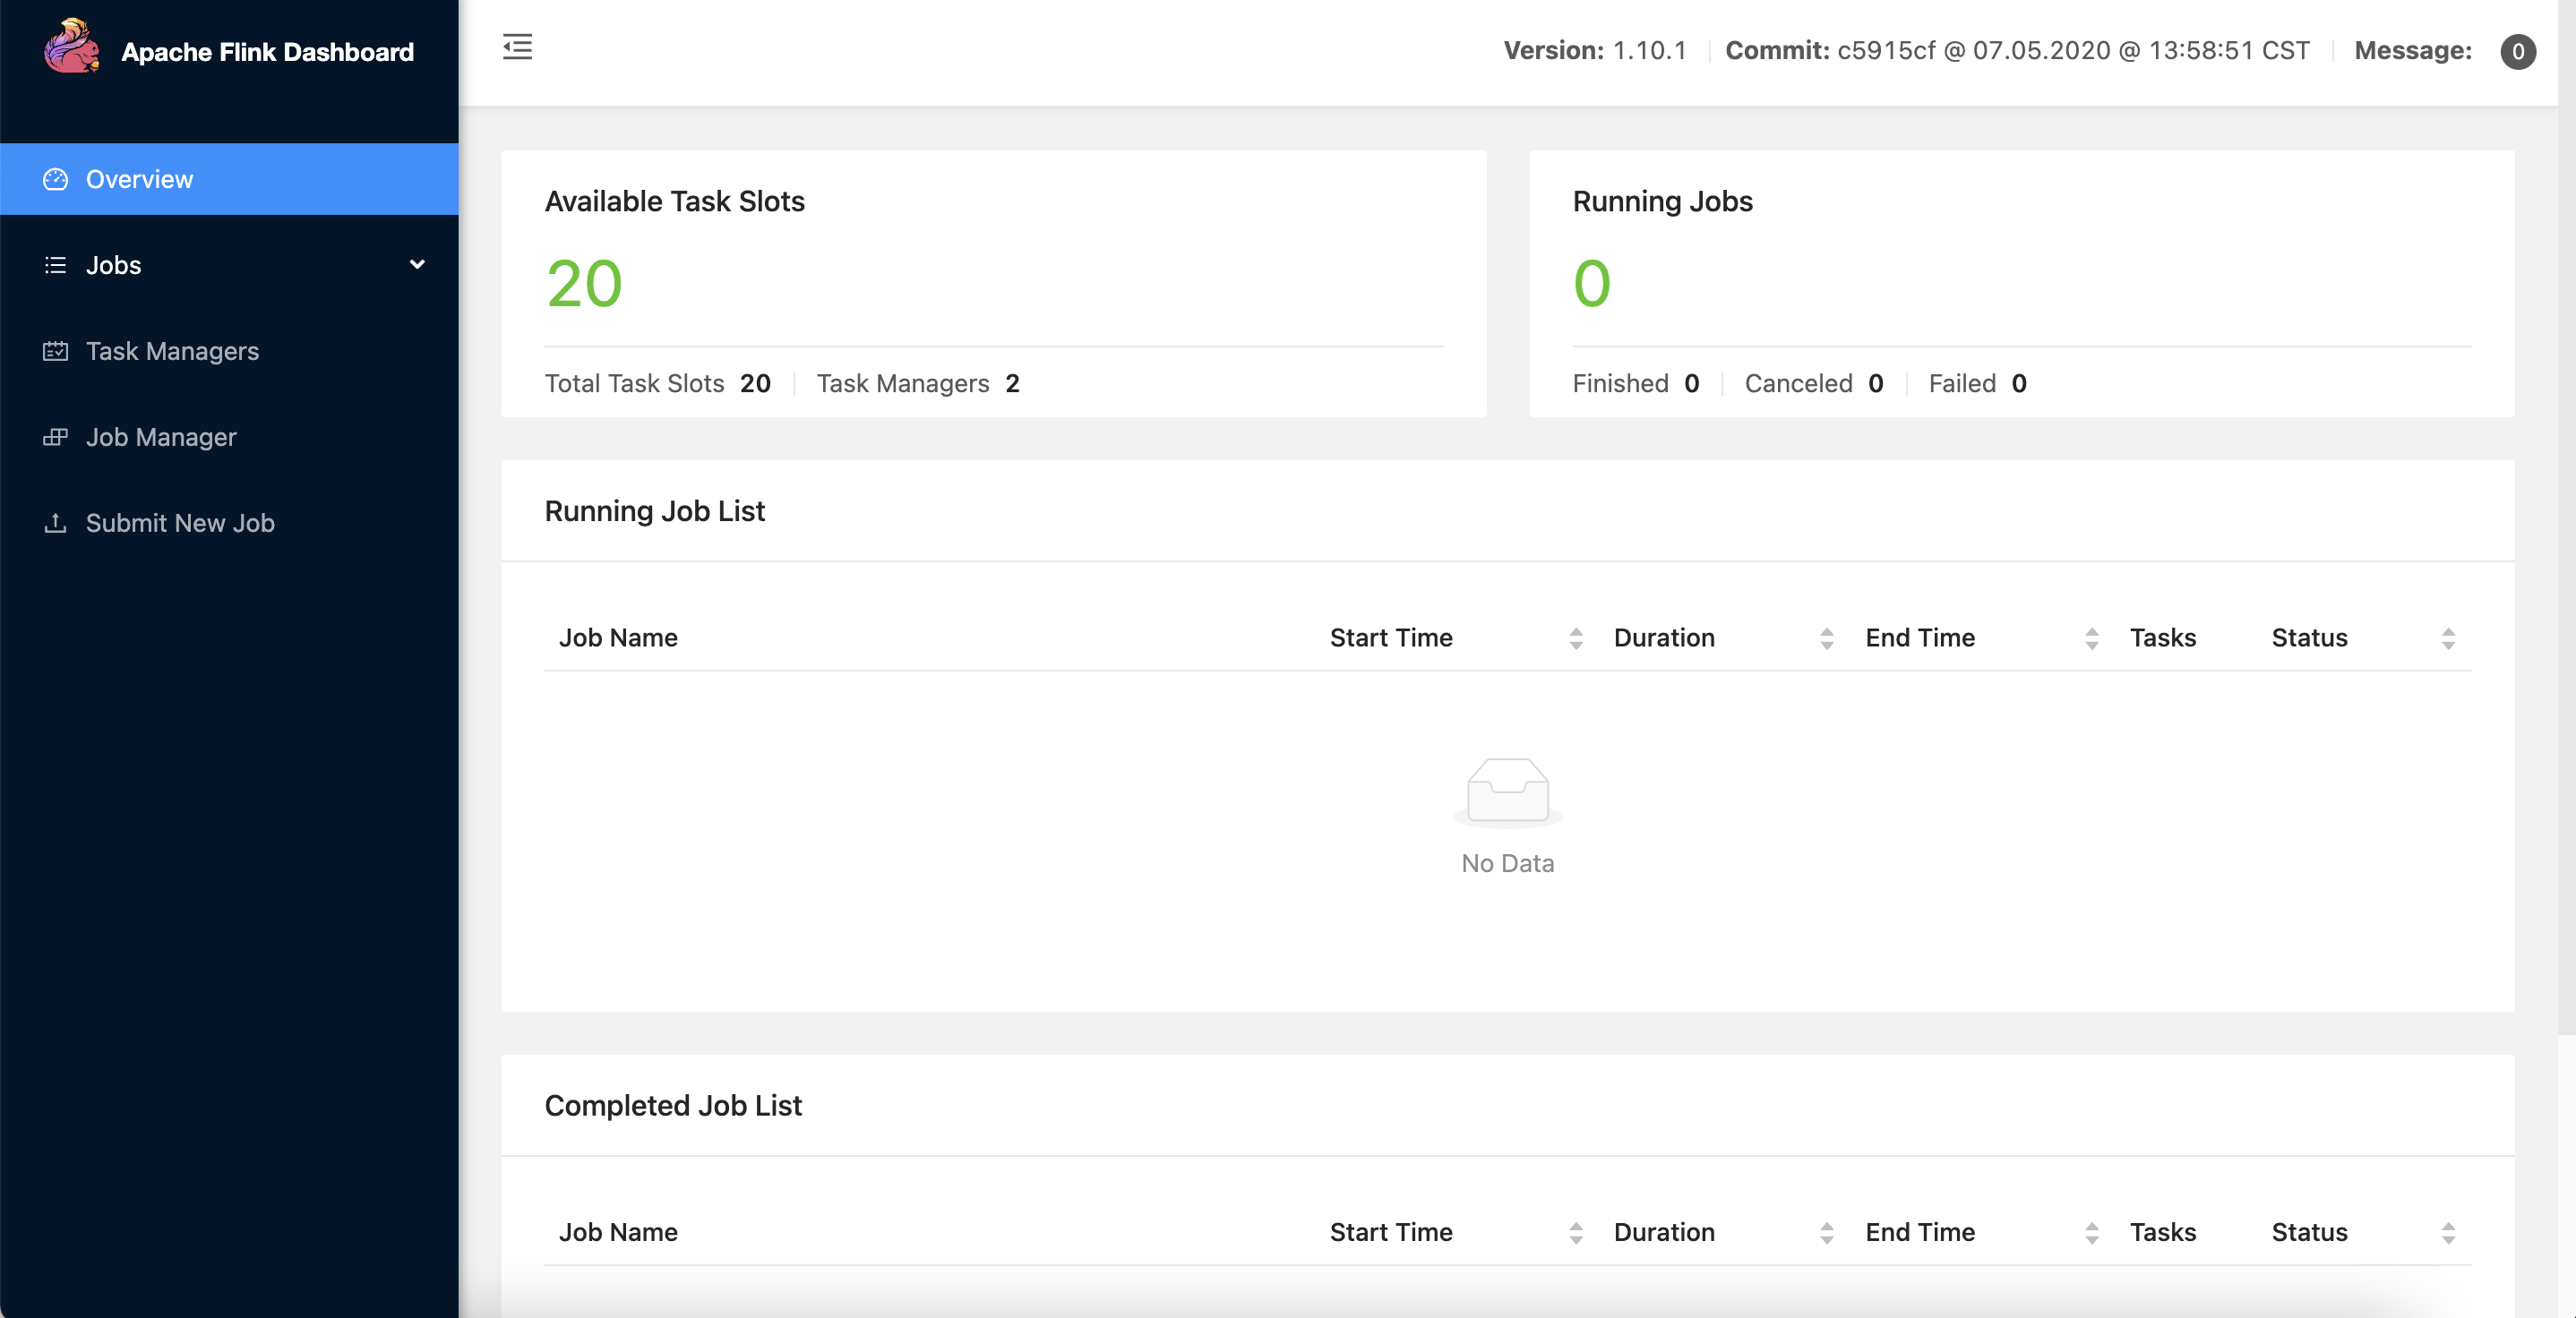 Apache Flink Dashboard
Version: 1.10.1 Commit: c5915cf @ 07.05.2020 @ 13:58:51 CST Message: 0
Overview
Jobs
Task Managers
Job Manager
Submit New Job
Available Task Slots
20
Total Task Slots 20 Task Managers 2
Running Jobs
0
Finished 0 Canceled 0 Failed 0
Running Job List
Job Name Start Time Duration End Time Tasks Status
No Data
Completed Job List
Job Name Start Time Duration End Time Tasks Status